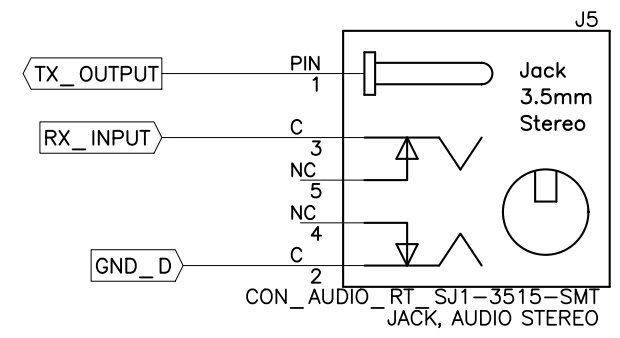 J5
TX_OUTPUT
PIN
1
Jack
3.5mm
Stereo
RX_INPUT
C
3
NC
5
NC
4
GND_D
C
2
CON_AUDIO_RT_SJ1-3515-SMT
JACK, AUDIO STEREO